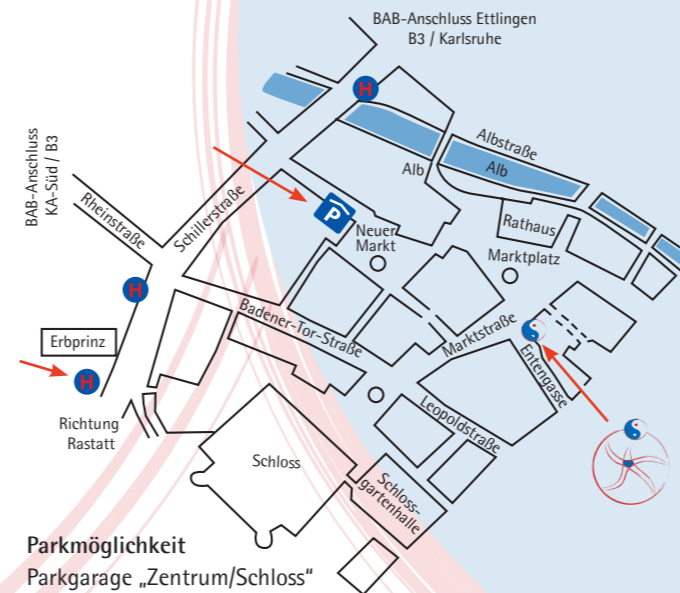 BAB-Anschluss Ettlingen
B3 / Karlsruhe
H
BAB-Anschluss
KA-Süd / B3
Albstraße
Alb
Alb
Rheinstraße
Schillerstraße
P
Neuer
Markt
Rathaus
Marktplatz
H
Badener-Tor-Straße
Marktstraße
Entengasse
Erbprinz
H
Richtung
Rastatt
Leopoldstraße
Schloss
Schloss-
gartenhalle
Parkmöglichkeit
Parkgarage „Zentrum/Schloss“